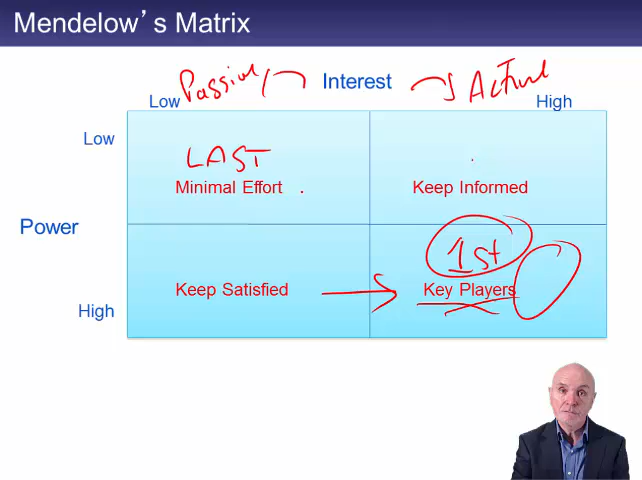 Mendelow's Matrix
Passive Interest Active
Low High
Low
LAST
Minimal Effort Keep Informed
Power
1st
Keep Satisfied Key Players
High